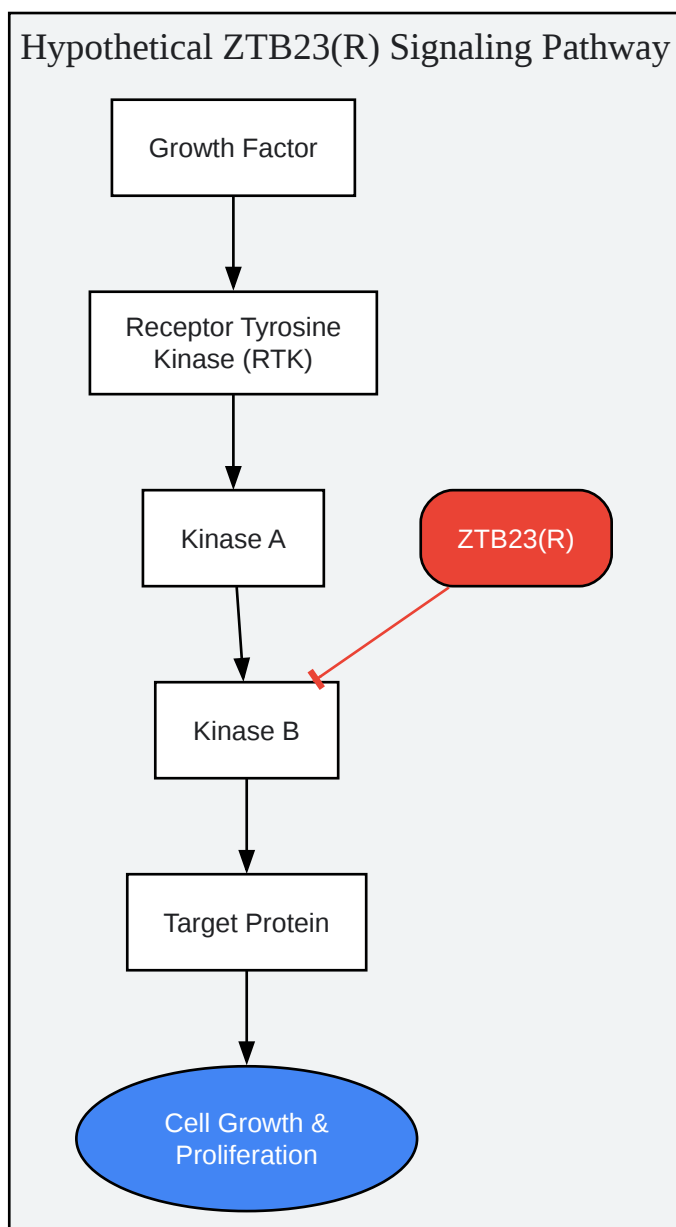 Hypothetical ZTB23(R) Signaling Pathway
Growth Factor
Receptor Tyrosine
Kinase (RTK)
Kinase A
ZTB23(R)
Kinase B
Target Protein
Cell Growth &
Proliferation